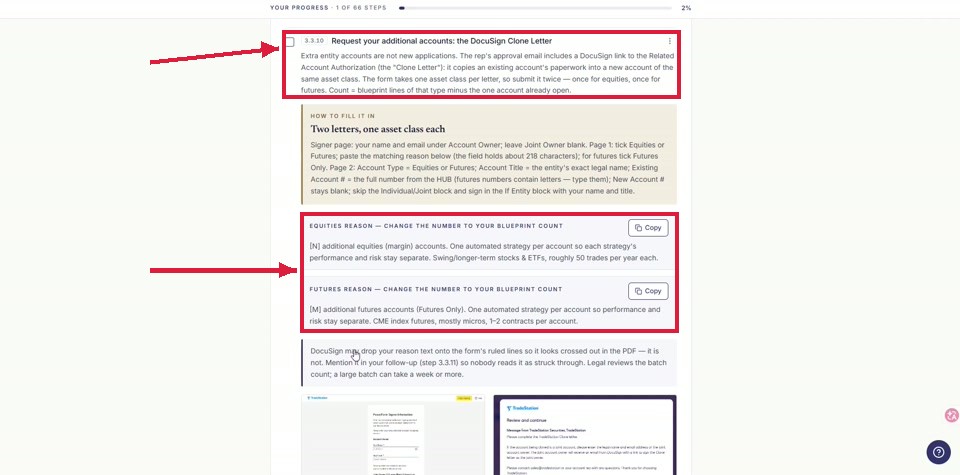 YOUR PROGRESS · 1 OF 66 STEPS
2%
3.3.10 Request your additional accounts: the DocuSign Clone Letter
Extra entity accounts are not new applications. The rep's approval email includes a DocuSign link to the Related
Account Authorization (the "Clone Letter"): it copies an existing account's paperwork into a new account of the
same asset class. The form takes one asset class per letter, so submit it twice — once for equities, once for
futures. Count = blueprint lines of that type minus the one account already open.
HOW TO FILL IT IN
Two letters, one asset class each
Signer page: your name and email under Account Owner; leave Joint Owner blank. Page 1: tick Equities or
Futures; paste the matching reason below (the field holds about 218 characters); for futures tick Futures
Only. Page 2: Account Type = Equities or Futures; Account Title = the entity's exact legal name; Existing
Account # = the full number from the HUB (futures numbers contain letters — type them); New Account #
stays blank; skip the Individual/Joint block and sign in the If Entity block with your name and title.
EQUITIES REASON — CHANGE THE NUMBER TO YOUR BLUEPRINT COUNT
Copy
[N] additional equities (margin) accounts. One automated strategy per account so each strategy's
performance and risk stay separate. Swing/longer-term stocks & ETFs, roughly 50 trades per year each.
FUTURES REASON — CHANGE THE NUMBER TO YOUR BLUEPRINT COUNT
Copy
[M] additional futures accounts (Futures Only). One automated strategy per account so performance and
risk stay separate. CME index futures, mostly micros, 1–2 contracts per account.
DocuSign may drop your reason text onto the form's ruled lines so it looks crossed out in the PDF — it is
not. Mention it in your follow-up (step 3.3.11) so nobody reads it as struck through. Legal reviews the batch
count; a large batch can take a week or more.
TradeStation
TradeStation
Review and continue
Message from TradeStation Securities, TradeStation
Please complete the TradeStation Clone letter.